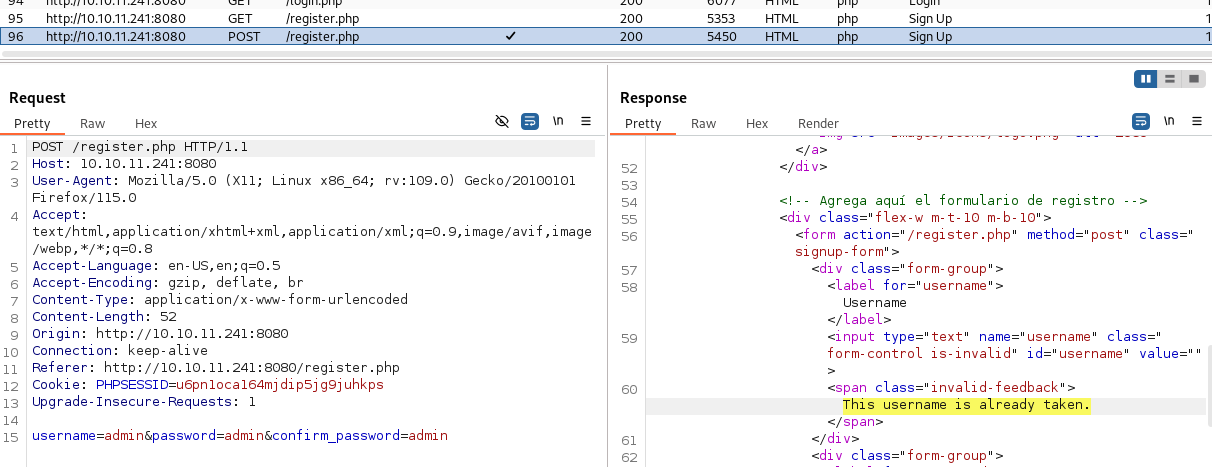 94 http://10.10.11.241:8080 GET /login.php 200 6077 HTML php Login 1
95 http://10.10.11.241:8080 GET /register.php 200 5353 HTML php Sign Up 1
96 http://10.10.11.241:8080 POST /register.php ✓ 200 5450 HTML php Sign Up 1
Request
Pretty Raw Hex \n
1 POST /register.php HTTP/1.1
2 Host: 10.10.11.241:8080
3 User-Agent: Mozilla/5.0 (X11; Linux x86_64; rv:109.0) Gecko/20100101
Firefox/115.0
4 Accept:
text/html,application/xhtml+xml,application/xml;q=0.9,image/avif,image
/webp,*/*;q=0.8
5 Accept-Language: en-US,en;q=0.5
6 Accept-Encoding: gzip, deflate, br
7 Content-Type: application/x-www-form-urlencoded
8 Content-Length: 52
9 Origin: http://10.10.11.241:8080
10 Connection: keep-alive
11 Referer: http://10.10.11.241:8080/register.php
12 Cookie: PHPSESSID=u6pn1oca164mjdip5jg9juhkps
13 Upgrade-Insecure-Requests: 1
14
15 username=admin&password=admin&confirm_password=admin
Response
Pretty Raw Hex Render \n
</a>
52 </div>
53
54 <!-- Agrega aquí el formulario de registro -->
55 <div class="flex-w m-t-10 m-b-10">
56 <form action="/register.php" method="post" class="
signup-form">
57 <div class="form-group">
58 <label for="username">
Username
</label>
59 <input type="text" name="username" class="
form-control is-invalid" id="username" value=""
>
60 <span class="invalid-feedback">
This username is already taken.
</span>
61 </div>
62 <div class="form-group">